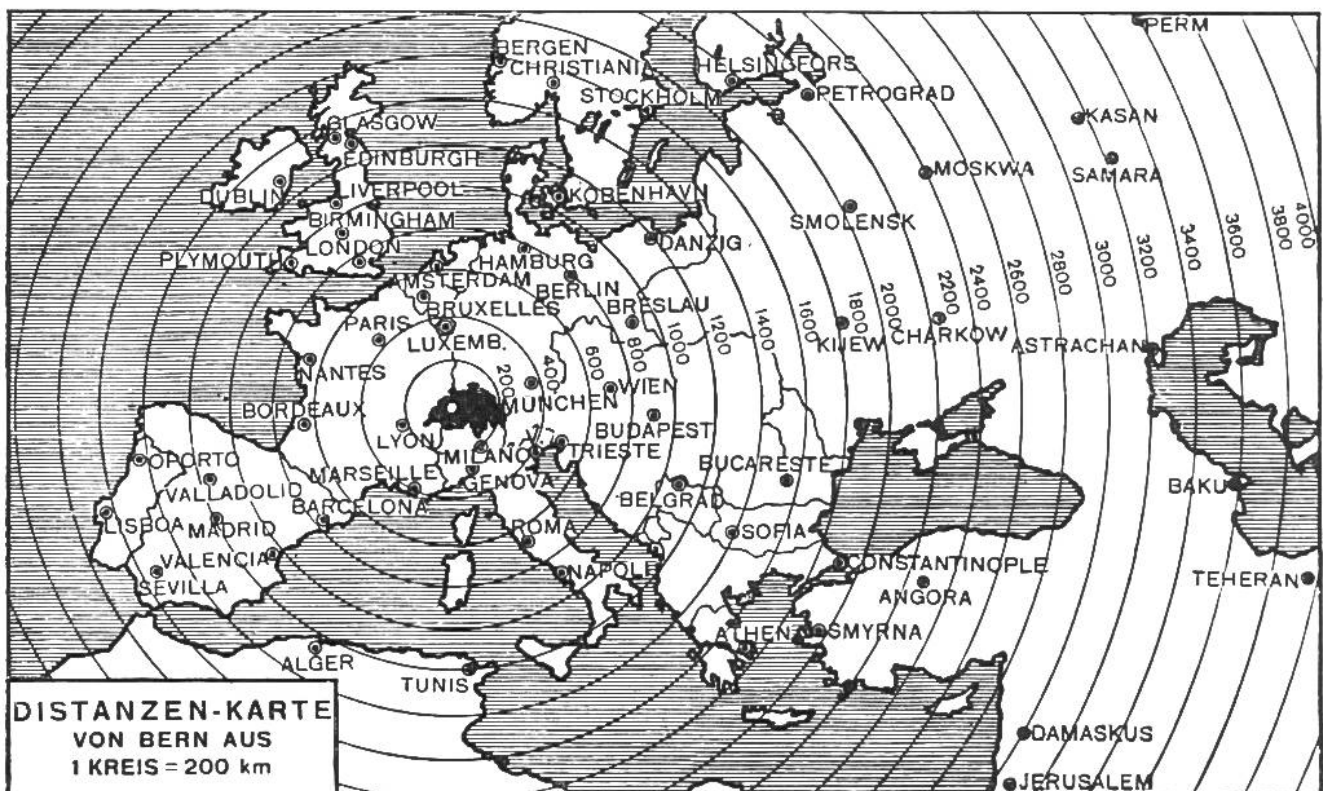 PERM
BERGEN
CHRISTIANIA
HELSINGFORS
STOCKHOLM
PETROGRAD
KASAN
GLASGOW
EDINBURGH
MOSKWA
SAMARA
DUBLIN
LIVERPOOL
KOBENHAVN
BIRMINGHAM
SMOLENSK
LONDON
DANZIG
PLYMOUTH
HAMBURG
AMSTERDAM
BERLIN
BRUXELLES
BRESLAU
PARIS
LUXEMB.
KIJEW
CHARKOW
ASTRACHAN
200
400
600
800
1000
1200
1400
1600
1800
2000
2200
2400
2600
2800
3000
3200
3400
3600
3800
4000
NANTES
WIEN
MÜNCHEN
BORDEAUX
BUDAPEST
LYON
MILANO
TRIESTE
OPORTO
MARSEILLE
GENOVA
BUCAREST
VALLADOLID
BELGRAD
BAKU
BARCELONA
LISBOA
MADRID
ROMA
SOFIA
VALENCIA
NAPOLI
CONSTANTINOPLE
SEVILLA
ANGORA
TEHERAN
ATHEN
SMYRNA
ALGER
TUNIS
DAMASKUS
JERUSALEM
DISTANZEN-KARTE
VON BERN AUS
1 KREIS = 200 km